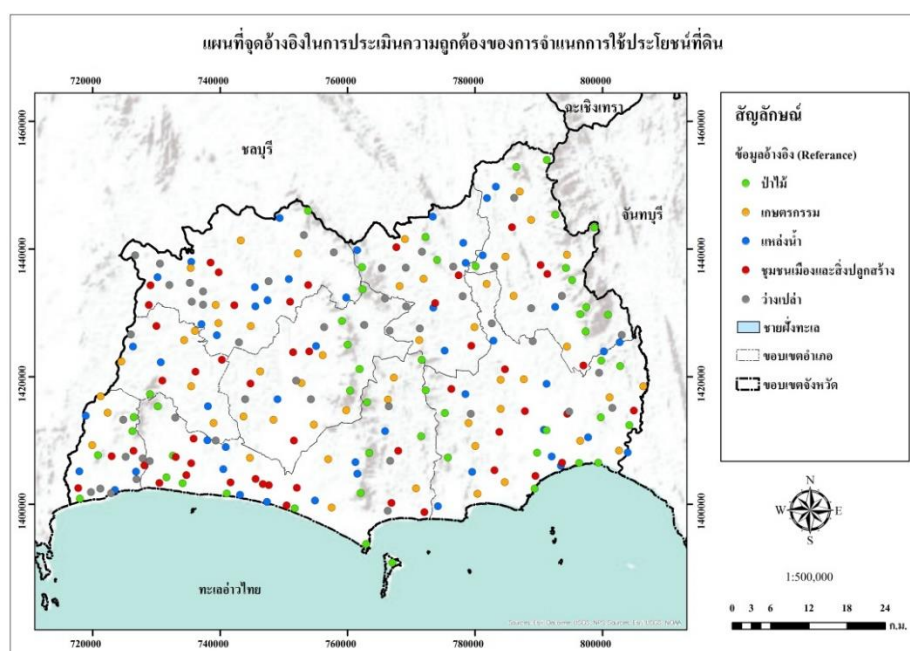 แผนที่จุดอ้างอิงในการประเมินความถูกต้องของการจำแนกการใช้ประโยชน์ที่ดิน
720000 740000 760000 780000 800000
ฉะเชิงเทรา
ชลบุรี
จันทบุรี
1460000 1460000
1440000 1440000
1420000 1420000
1400000 1400000
ทะเลอ่าวไทย
720000 740000 760000 780000 800000
สัญลักษณ์
ข้อมูลอ้างอิง (Referance)
ป่าไม้
เกษตรกรรม
แหล่งน้ำ
ชุมชนเมืองและสิ่งปลูกสร้าง
ว่างเปล่า
ชายฝั่งทะเล
ขอบเขตอำเภอ
ขอบเขตจังหวัด
N
W E
S
1:500,000
0 3 6 12 18 24
ก.ม.